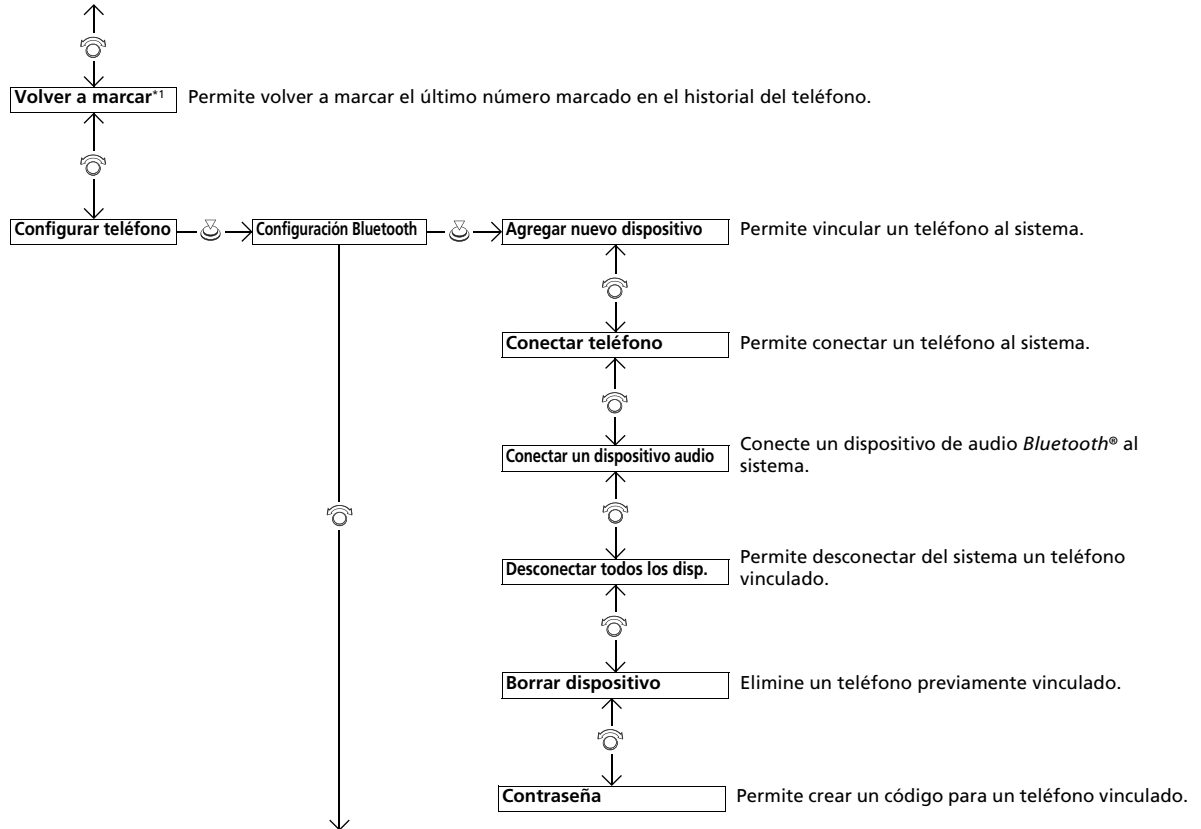 Volver a marcar*1 Permite volver a marcar el último número marcado en el historial del teléfono.
Configurar teléfono Configuración Bluetooth Agregar nuevo dispositivo Permite vincular un teléfono al sistema.
Conectar teléfono Permite conectar un teléfono al sistema.
Conectar un dispositivo audio Conecte un dispositivo de audio Bluetooth® al
sistema.
Desconectar todos los disp. Permite desconectar del sistema un teléfono
vinculado.
Borrar dispositivo Elimine un teléfono previamente vinculado.
Contraseña Permite crear un código para un teléfono vinculado.